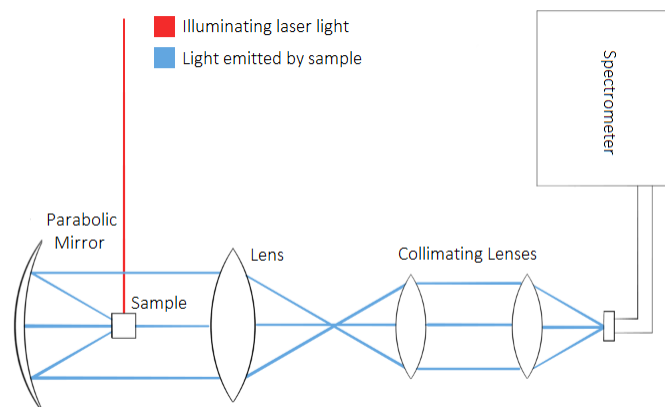 Illuminating laser light
Light emitted by sample
Spectrometer
Parabolic
Mirror
Lens
Collimating Lenses
Sample